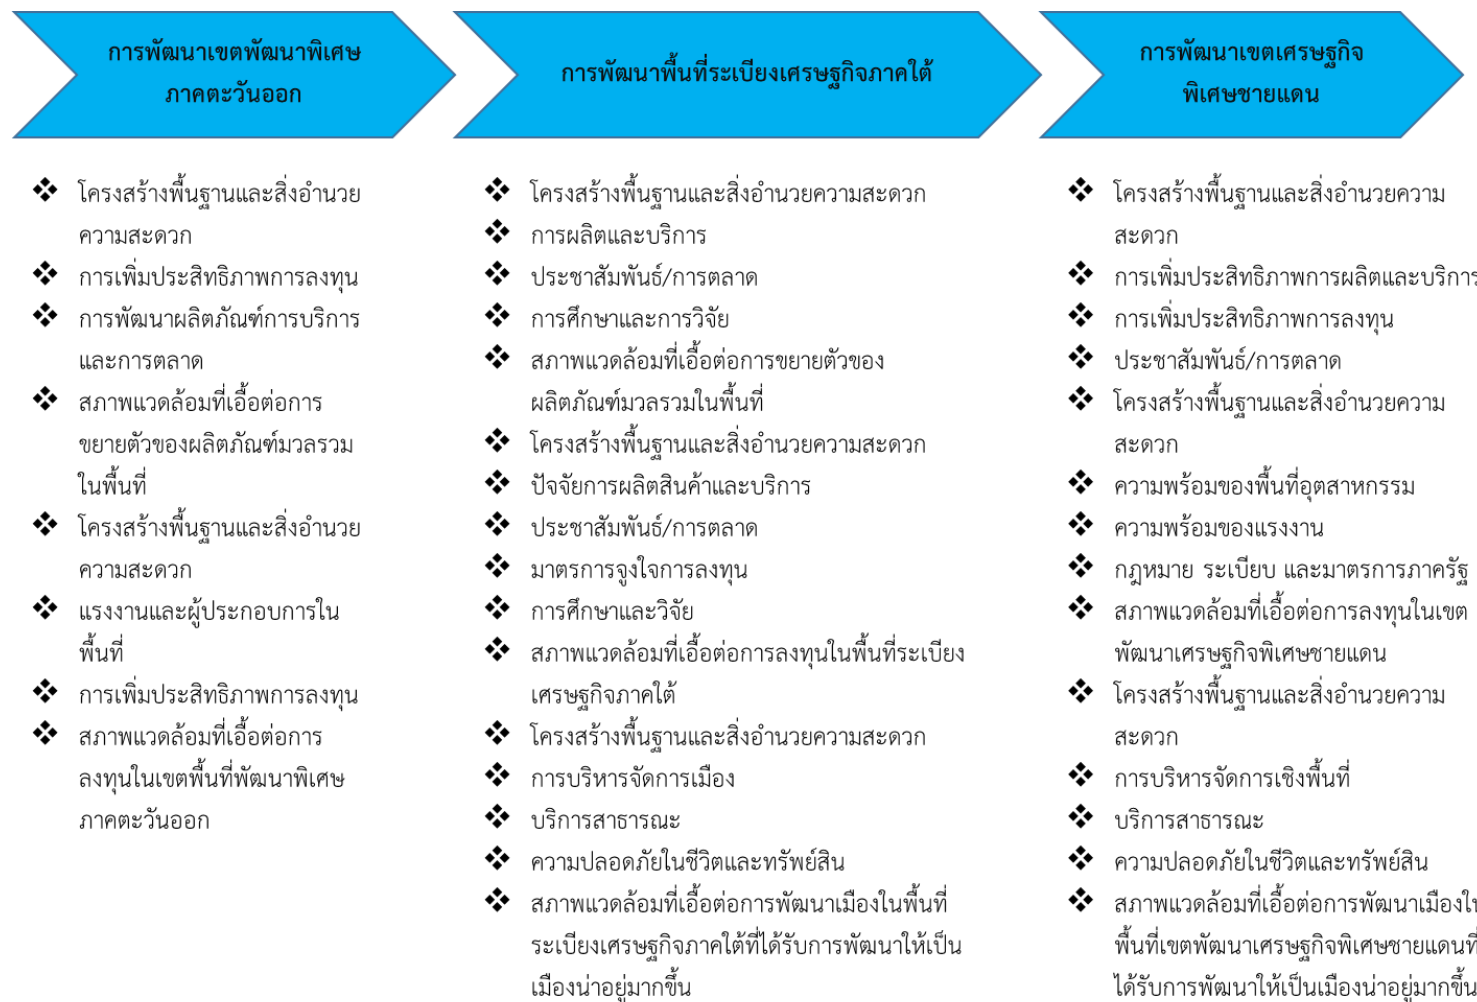 การพัฒนาเขตพัฒนาพิเศษ
ภาคตะวันออก
โครงสร้างพื้นฐานและสิ่งอำนวย
ความสะดวก
การเพิ่มประสิทธิภาพการลงทุน
การพัฒนาผลิตภัณฑ์การบริการ
และการตลาด
สภาพแวดล้อมที่เอื้อต่อการ
ขยายตัวของผลิตภัณฑ์มวลรวม
ในพื้นที่
โครงสร้างพื้นฐานและสิ่งอำนวย
ความสะดวก
แรงงานและผู้ประกอบการใน
พื้นที่
การเพิ่มประสิทธิภาพการลงทุน
สภาพแวดล้อมที่เอื้อต่อการ
ลงทุนในเขตพื้นที่พัฒนาพิเศษ
ภาคตะวันออก
การพัฒนาพื้นที่ระเบียงเศรษฐกิจภาคใต้
โครงสร้างพื้นฐานและสิ่งอำนวยความสะดวก
การผลิตและบริการ
ประชาสัมพันธ์/การตลาด
การศึกษาและการวิจัย
สภาพแวดล้อมที่เอื้อต่อการขยายตัวของ
ผลิตภัณฑ์มวลรวมในพื้นที่
โครงสร้างพื้นฐานและสิ่งอำนวยความสะดวก
ปัจจัยการผลิตสินค้าและบริการ
ประชาสัมพันธ์/การตลาด
มาตรการจูงใจการลงทุน
การศึกษาและวิจัย
สภาพแวดล้อมที่เอื้อต่อการลงทุนในพื้นที่ระเบียง
เศรษฐกิจภาคใต้
โครงสร้างพื้นฐานและสิ่งอำนวยความสะดวก
การบริหารจัดการเมือง
บริการสาธารณะ
ความปลอดภัยในชีวิตและทรัพย์สิน
สภาพแวดล้อมที่เอื้อต่อการพัฒนาเมืองในพื้นที่
ระเบียงเศรษฐกิจภาคใต้ที่ได้รับการพัฒนาให้เป็น
เมืองน่าอยู่มากขึ้น
การพัฒนาเขตเศรษฐกิจ
พิเศษชายแดน
โครงสร้างพื้นฐานและสิ่งอำนวยความ
สะดวก
การเพิ่มประสิทธิภาพการผลิตและบริการ
การเพิ่มประสิทธิภาพการลงทุน
ประชาสัมพันธ์/การตลาด
โครงสร้างพื้นฐานและสิ่งอำนวยความ
สะดวก
ความพร้อมของพื้นที่อุตสาหกรรม
ความพร้อมของแรงงาน
กฎหมาย ระเบียบ และมาตรการภาครัฐ
สภาพแวดล้อมที่เอื้อต่อการลงทุนในเขต
พัฒนาเศรษฐกิจพิเศษชายแดน
โครงสร้างพื้นฐานและสิ่งอำนวยความ
สะดวก
การบริหารจัดการเชิงพื้นที่
บริการสาธารณะ
ความปลอดภัยในชีวิตและทรัพย์สิน
สภาพแวดล้อมที่เอื้อต่อการพัฒนาเมืองใน
พื้นที่เขตพัฒนาเศรษฐกิจพิเศษชายแดนที่
ได้รับการพัฒนาให้เป็นเมืองน่าอยู่มากขึ้น